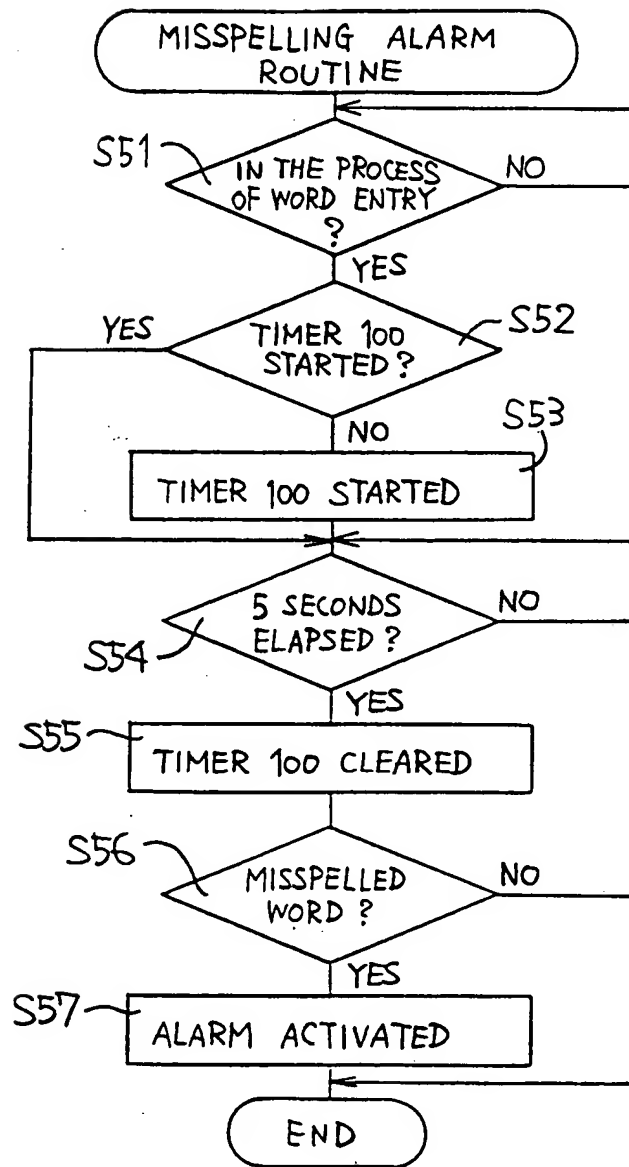 MISSPELLING ALARM
ROUTINE
S51
IN THE PROCESS
OF WORD ENTRY
?
NO
YES
YES
TIMER 100
STARTED?
S52
NO
S53
TIMER 100 STARTED
5 SECONDS
ELAPSED?
NO
S54
YES
S55
TIMER 100 CLEARED
S56
MISSPELLED
WORD?
NO
YES
S57
ALARM ACTIVATED
END